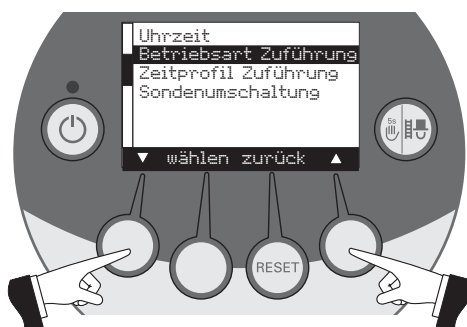 Uhrzeit
Betriebsart Zuführung
Zeitprofil Zuführung
Sondenumschaltung
▼ wählen zurück ▲
5s
RESET